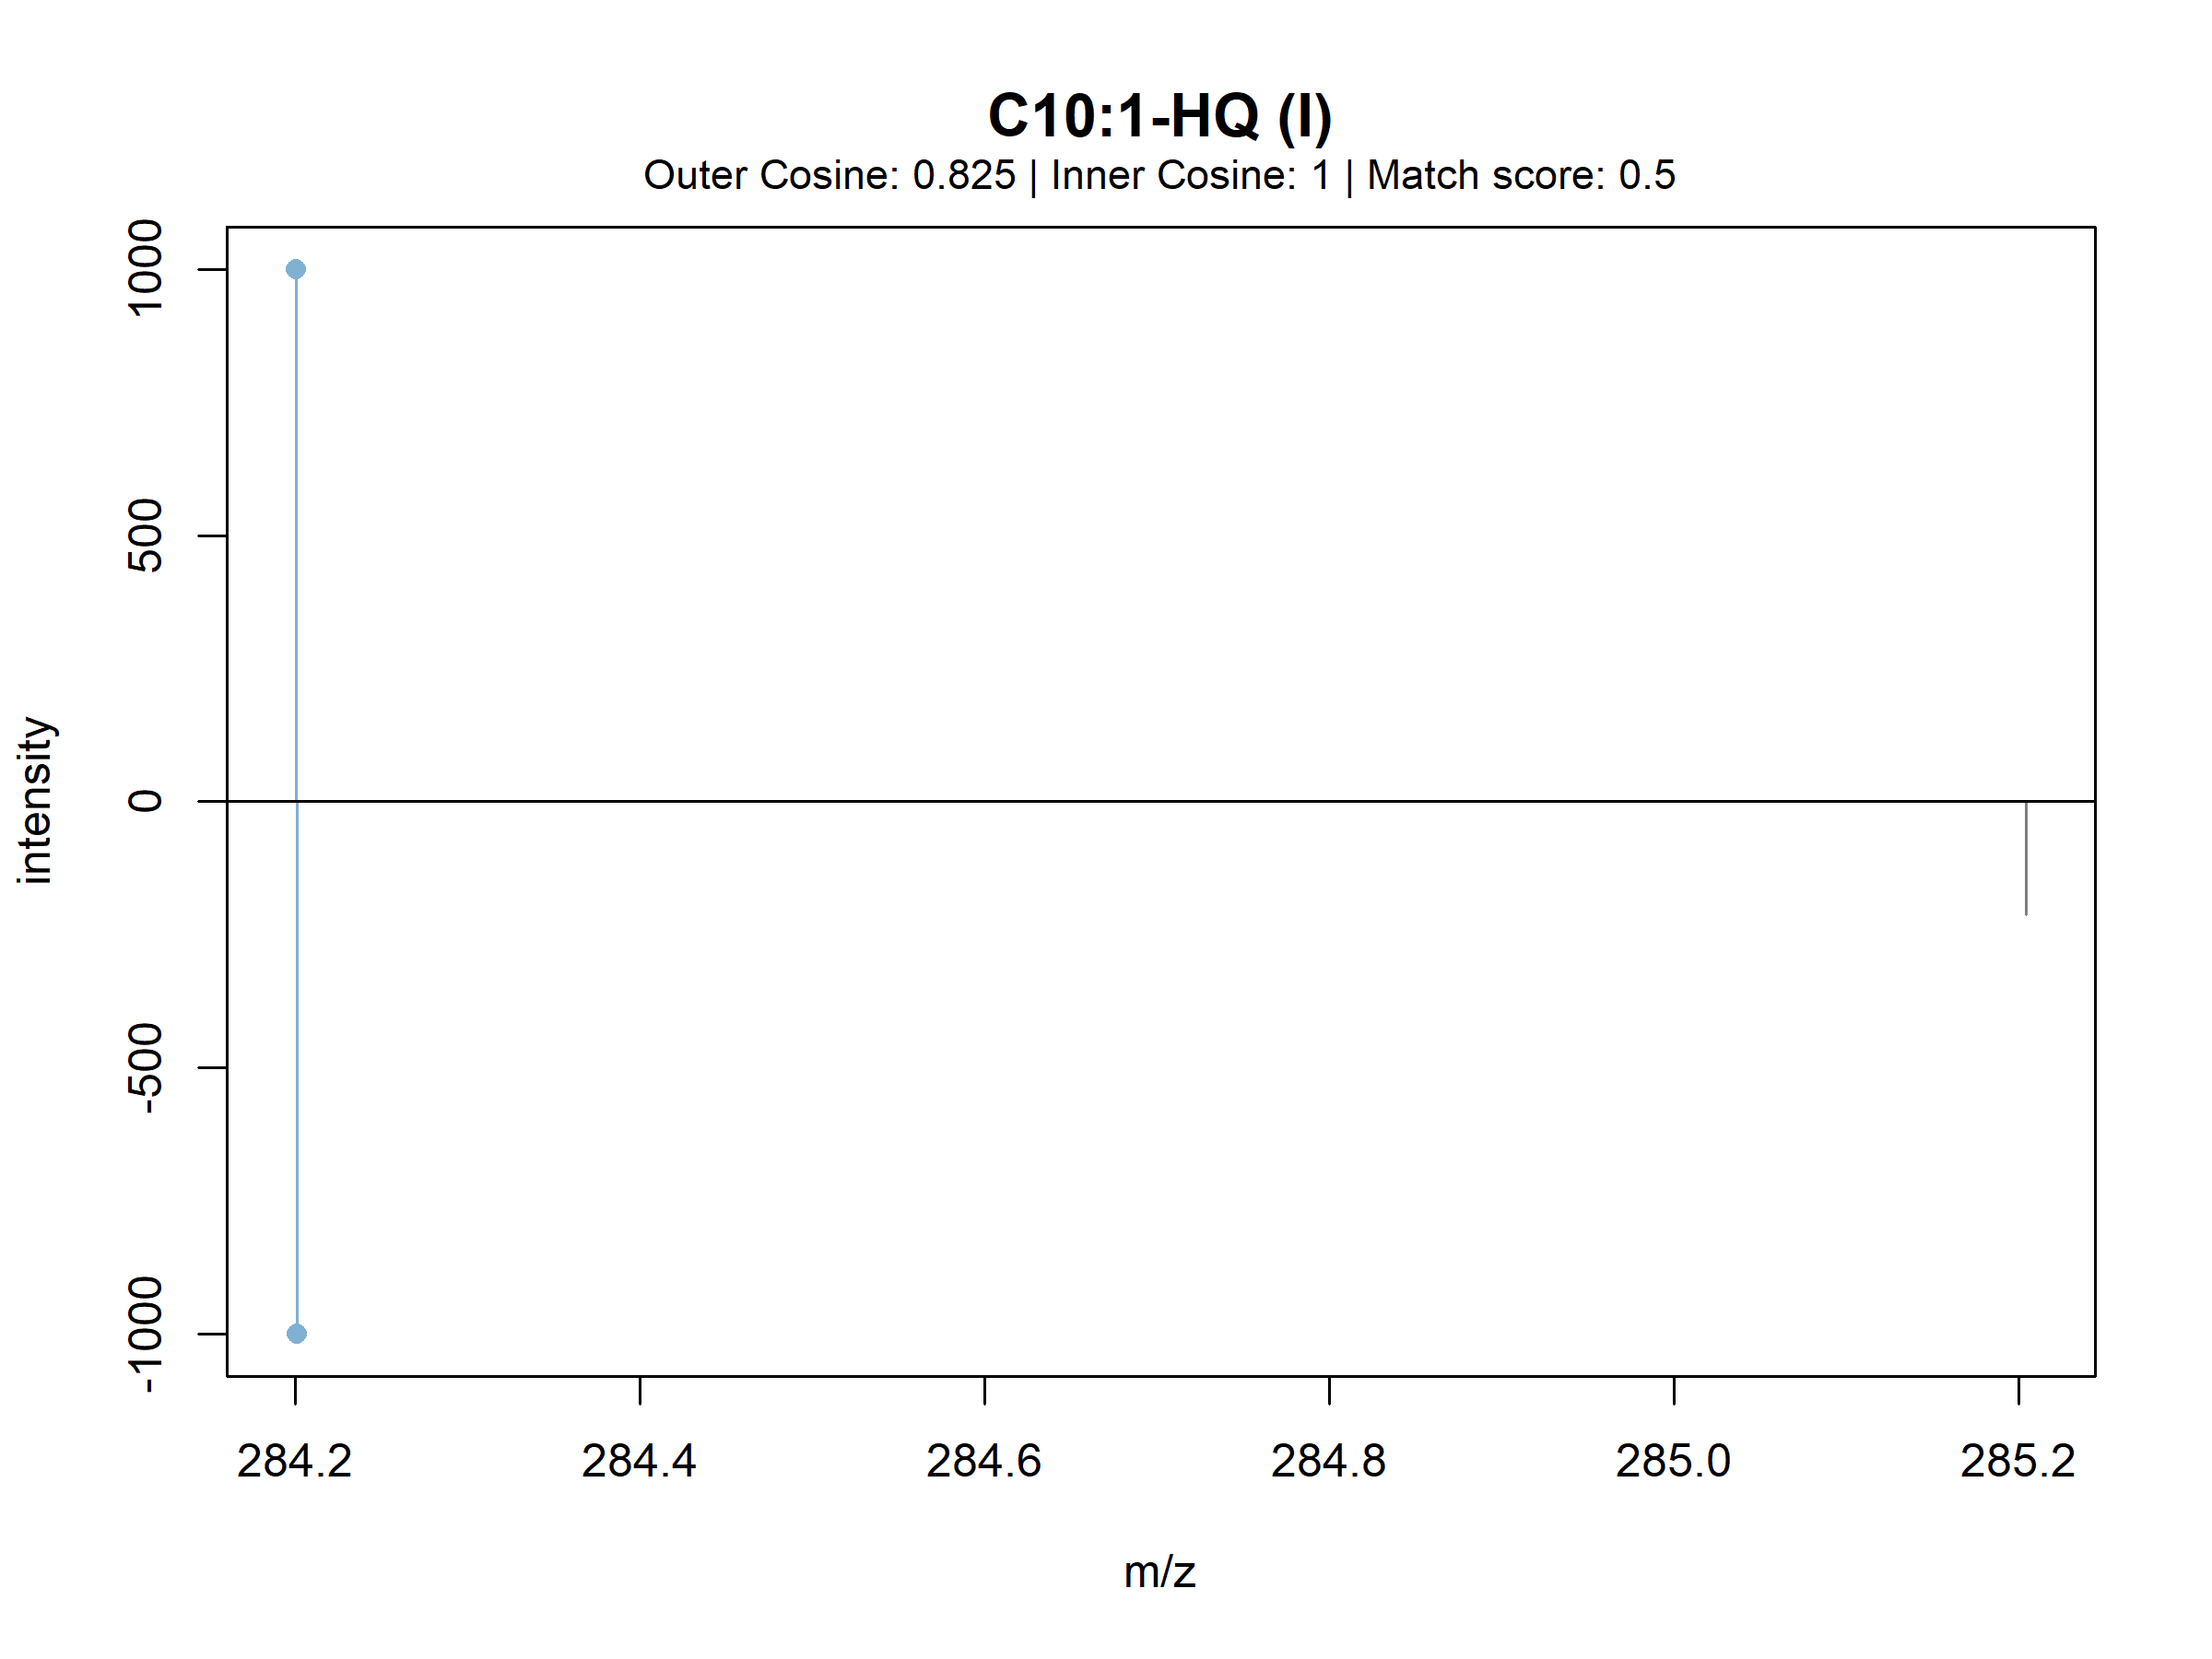 C10:1-HQ (I)
Outer Cosine: 0.825 | Inner Cosine: 1 | Match score: 0.5
1000
500
0
-500
-1000
intensity
284.2 284.4 284.6 284.8 285.0 285.2
m/z